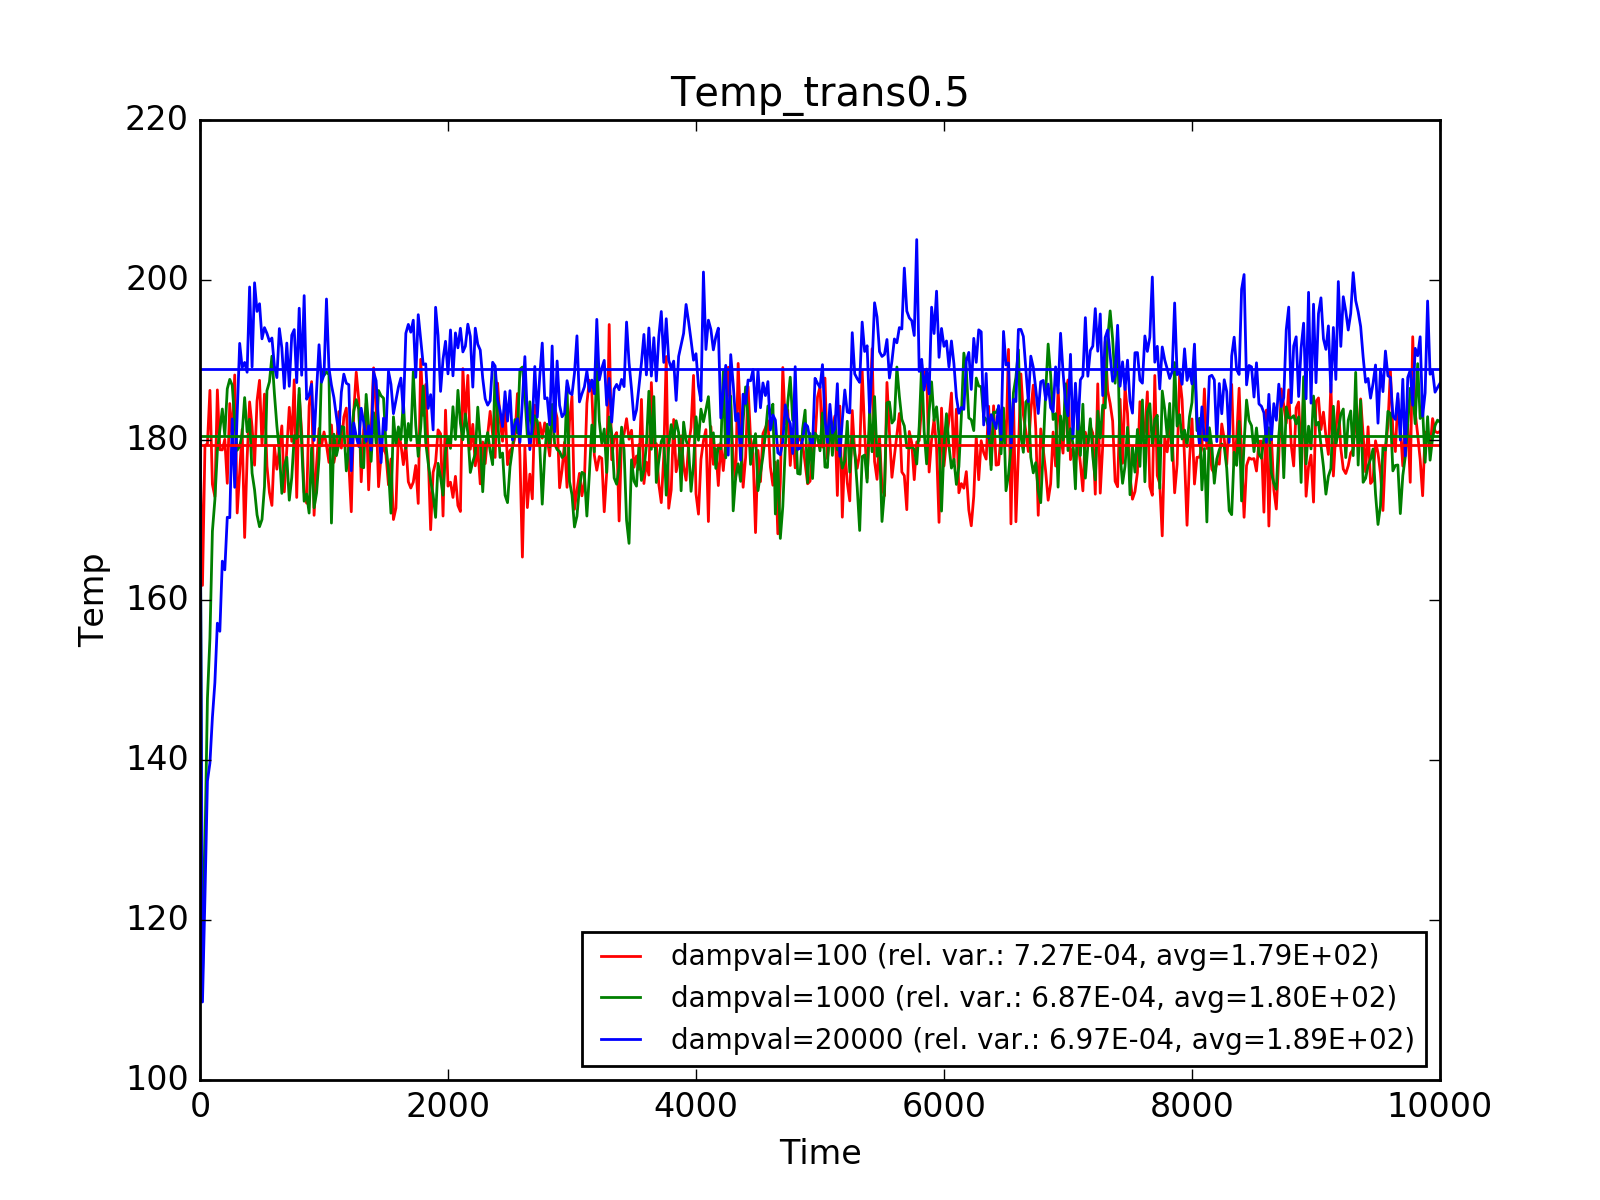 Temp_trans0.5
220
200
180
160
140
120
100
Temp
0 2000 4000 6000 8000 10000
Time
dampval=100 (rel. var.: 7.27E-04, avg=1.79E+02)
dampval=1000 (rel. var.: 6.87E-04, avg=1.80E+02)
dampval=20000 (rel. var.: 6.97E-04, avg=1.89E+02)